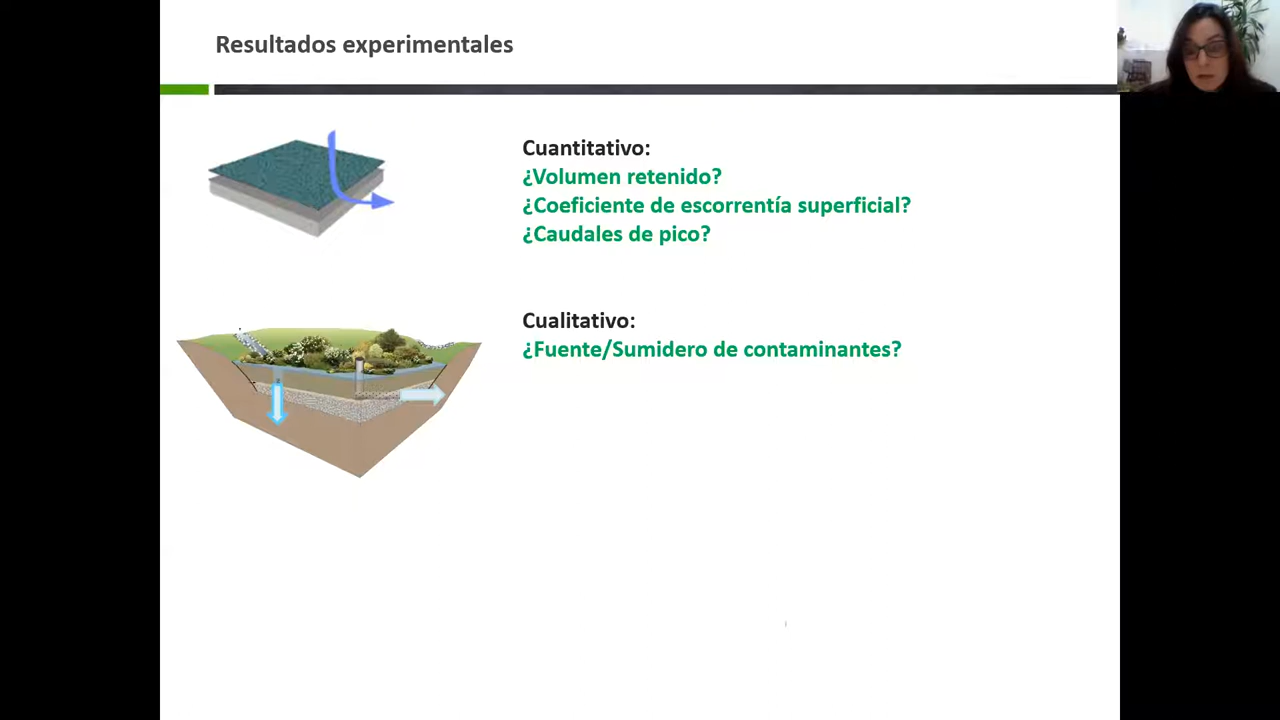 Resultados experimentales
Cuantitativo:
¿Volumen retenido?
¿Coeficiente de escorrentía superficial?
¿Caudales de pico?
Cualitativo:
¿Fuente/Sumidero de contaminantes?